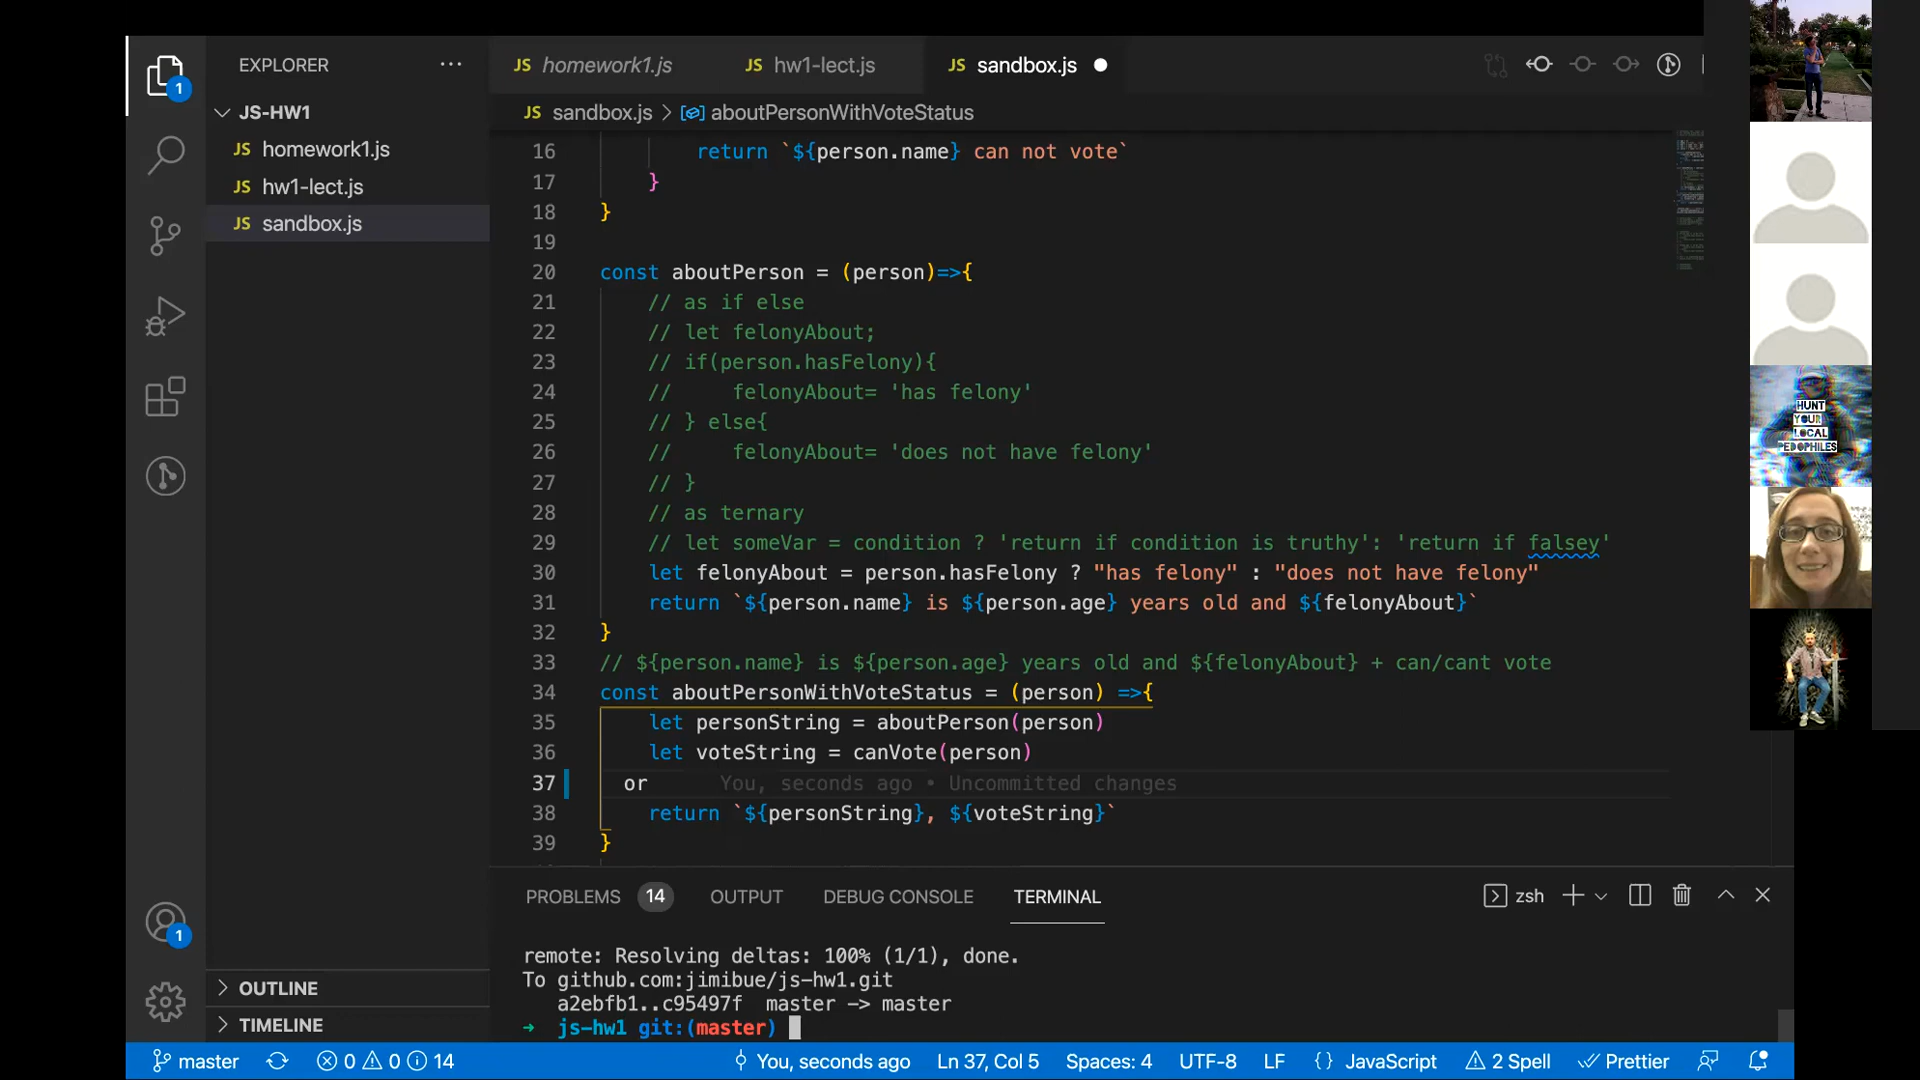 EXPLORER ...
JS homework1.js JS hw1-lect.js JS sandbox.js
JS-HW1
JS sandbox.js > aboutPersonWithVoteStatus
JS homework1.js
JS hw1-lect.js
JS sandbox.js
16 return `${person.name} can not vote`
17 }
18 }
19
20 const aboutPerson = (person)=>{
21 // as if else
22 // let felonyAbout;
23 // if(person.hasFelony){
24 // felonyAbout= 'has felony'
25 // } else{
26 // felonyAbout= 'does not have felony'
27 // }
28 // as ternary
29 // let someVar = condition ? 'return if condition is truthy': 'return if falsey'
30 let felonyAbout = person.hasFelony ? "has felony" : "does not have felony"
31 return `${person.name} is ${person.age} years old and ${felonyAbout}`
32 }
33 // ${person.name} is ${person.age} years old and ${felonyAbout} + can/cant vote
34 const aboutPersonWithVoteStatus = (person) =>{
35 let personString = aboutPerson(person)
36 let voteString = canVote(person)
37 or You, seconds ago • Uncommitted changes
38 return `${personString}, ${voteString}`
39 }
HUNT
YOUR
LOCAL
PEDOPHILES
1
1
OUTLINE
TIMELINE
PROBLEMS 14 OUTPUT DEBUG CONSOLE TERMINAL zsh
remote: Resolving deltas: 100% (1/1), done.
To github.com:jimibue/js-hw1.git
a2ebfb1..c95497f master -> master
➜ js-hw1 git:(master)
master 0 0 14 You, seconds ago Ln 37, Col 5 Spaces: 4 UTF-8 LF {} JavaScript 2 Spell Prettier